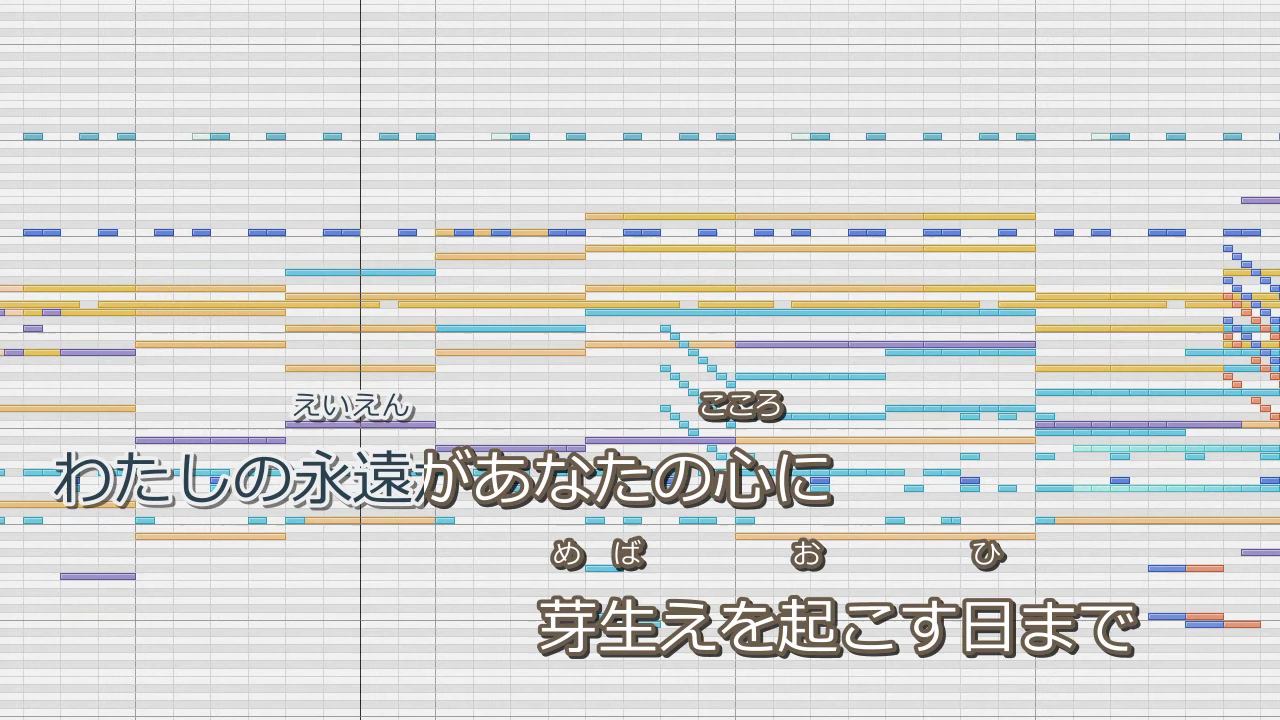 えいえん こころ
わたしの永遠があなたの心に
め ば お ひ
芽生えを起こす日まで